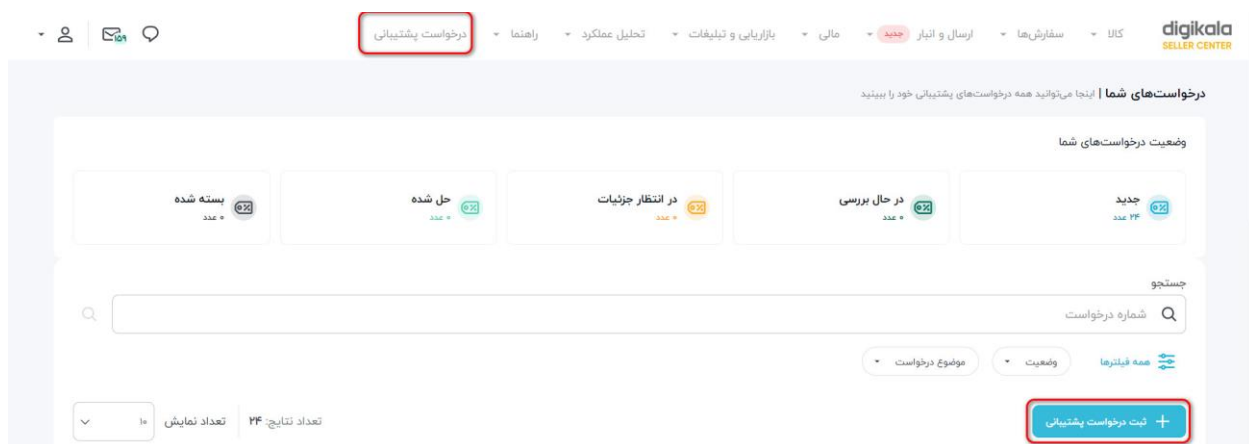 digikala
SELLER CENTER
کالا
سفارش‌ها
ارسال و انبار جدید
مالی
بازاریابی و تبلیغات
تحلیل عملکرد
راهنما
درخواست پشتیبانی
۱۵۹
درخواست‌های شما | اینجا می‌توانید همه درخواست‌های پشتیبانی خود را ببینید
وضعیت درخواست‌های شما
جدید
۲۴ عدد
در حال بررسی
۰ عدد
در انتظار جزئیات
۰ عدد
حل شده
۰ عدد
بسته شده
۰ عدد
جستجو
شماره درخواست
همه فیلترها
وضعیت
موضوع درخواست
ثبت درخواست پشتیبانی
تعداد نتایج: ۲۴
تعداد نمایش
۱۰